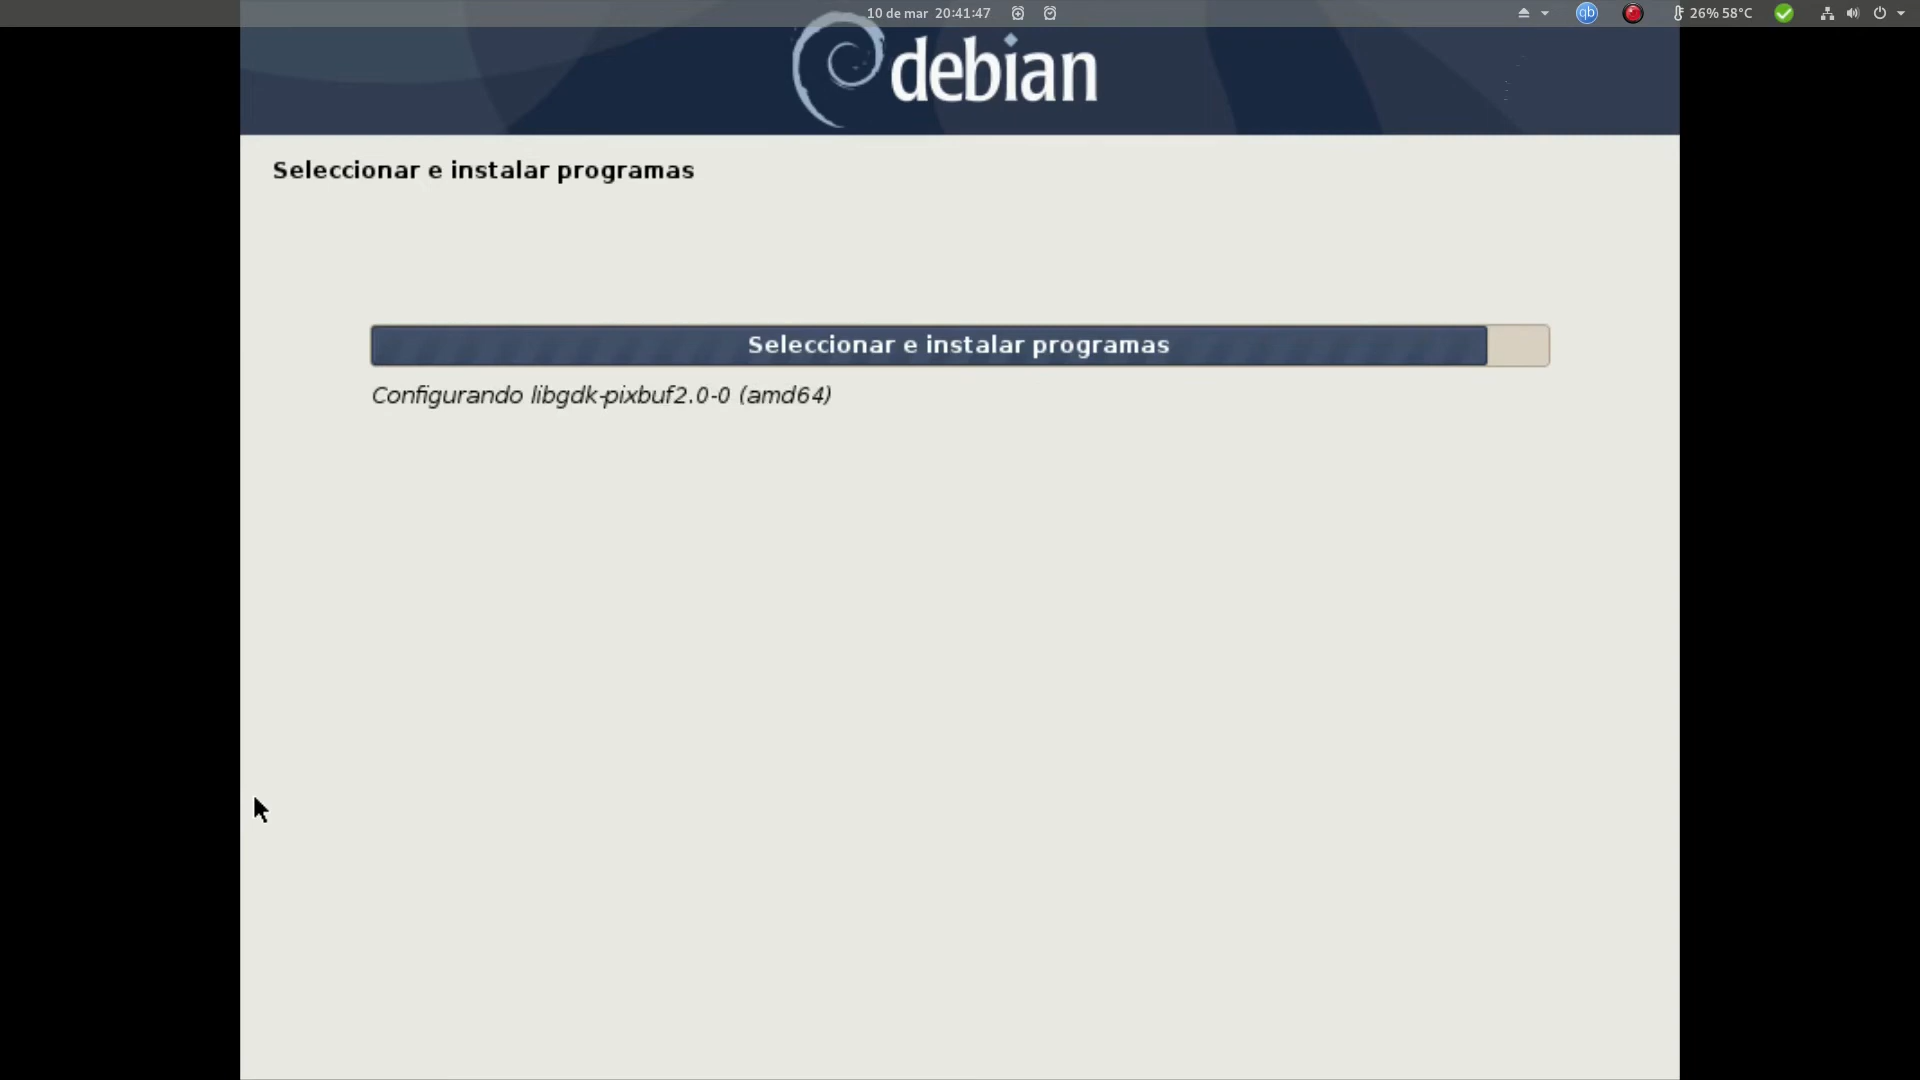 10 de mar 20:41:47
qb
26% 58°C
debian
Seleccionar e instalar programas
Seleccionar e instalar programas
Configurando libgdk-pixbuf2.0-0 (amd64)